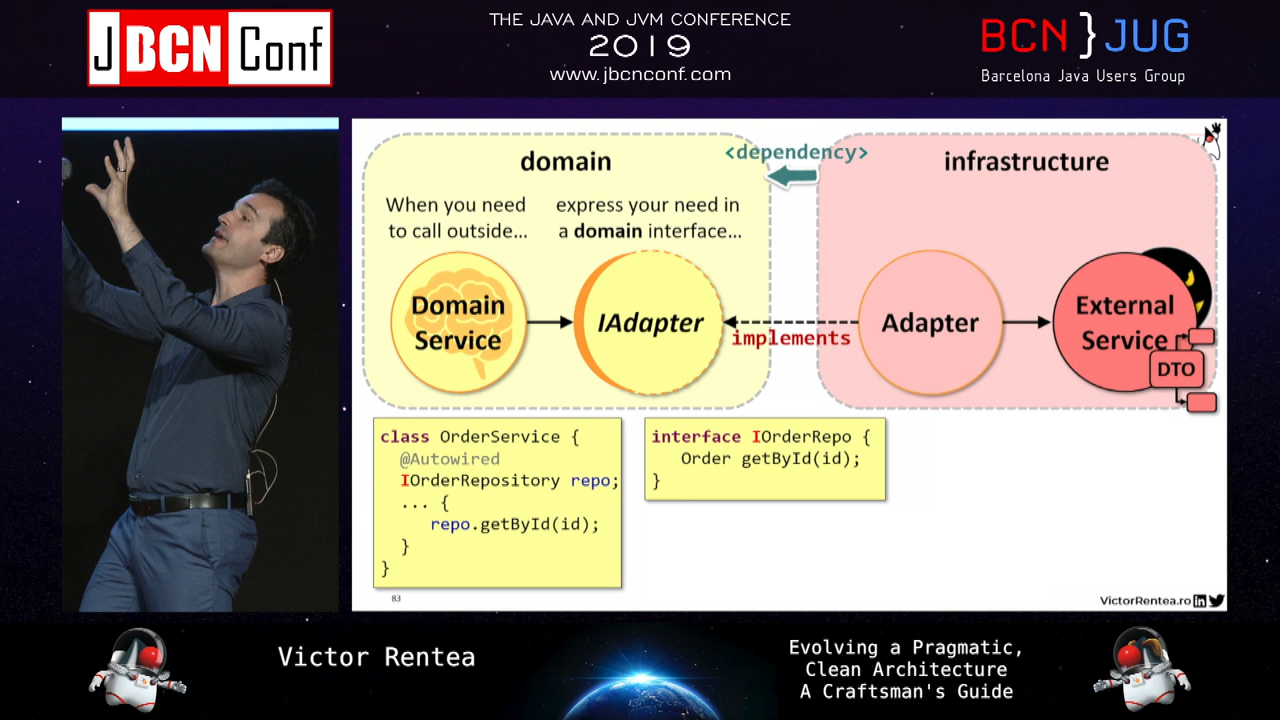 JBCNConf
THE JAVA AND JVM CONFERENCE
2019
www.jbcnconf.com
BCN}JUG
Barcelona Java Users Group
domain
<dependency>
infrastructure
When you need
to call outside...
express your need in
a domain interface...
Domain
Service
IAdapter
implements
Adapter
External
Service
DTO
class OrderService {
@Autowired
IOrderRepository repo;
... {
repo.getById(id);
}
}
interface IOrderRepo {
Order getById(id);
}
83
VictorRentea.ro
Victor Rentea
Evolving a Pragmatic,
Clean Architecture
A Craftsman's Guide